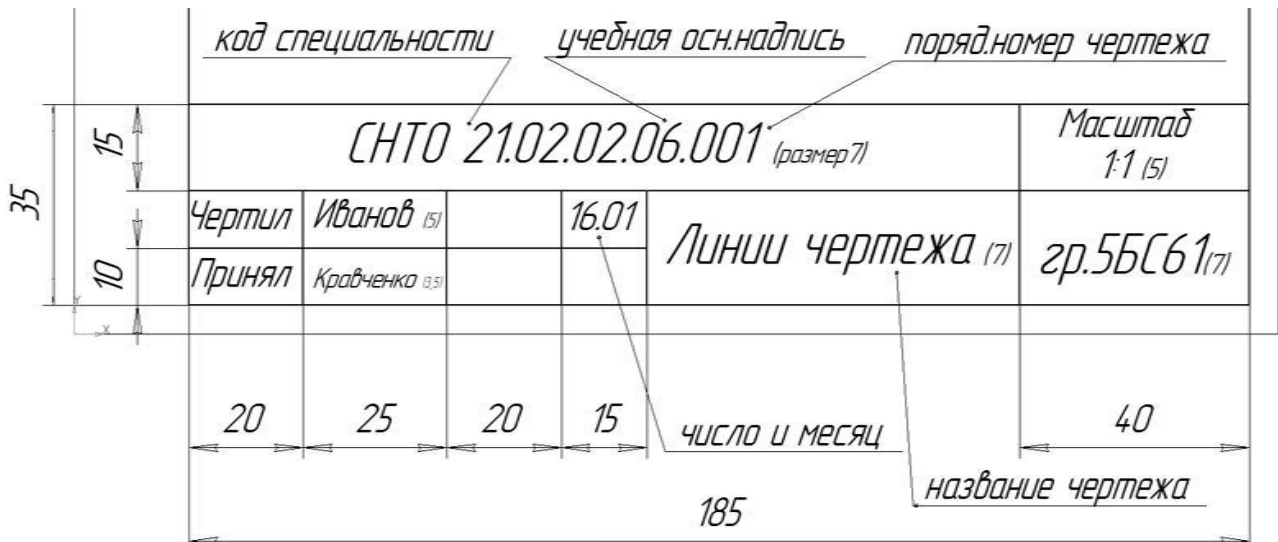 код специальности учебная осн.надпись поряд.номер чертежа
СНТО 21.02.02.06.001 (размер 7)
Масштаб
1:1 (5)
15
35
10
Чертил Иванов (5) 16.01
Принял Кравченко (3,5)
Линии чертежа (7) гр.5БС61(7)
Y
X
20 25 20 15 число и месяц 40
название чертежа
185